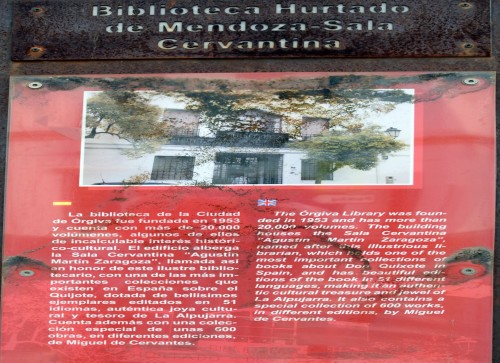 Biblioteca Hurtado
de Mendoza-Sala
Cervantina
La biblioteca de la Ciudad
de Órgiva fue fundada en 1953
y cuenta con más de 20.000
volúmenes, algunos de ellos
de incalculable interés históri-
co-cultural. El edificio alberga
la Sala Cervantina "Agustín
Martín Zaragoza", llamada así
en honor de este ilustre biblio-
tecario, con una de las más im-
portantes colecciones que
existen en España sobre el
Quijote, dotada de bellísimos
ejemplares editados en 51
idiomas, auténtica joya cultu-
ral y tesoro de La Alpujarra.
Cuenta además con una colec-
ción especial de unas 600
obras, en diferentes ediciones,
de Miguel de Cervantes.
The Órgiva Library was foun-
ded in 1953 and has more than
20.000 volumes. The building
houses the Sala Cervantina
"Agustín Martín Zaragoza",
named after this illustrious li-
brarian, which holds one of the
most important collections of
books about Don Quixote in
Spain, and has beautiful edi-
tions of the book in 51 different
languages, making it an authen-
tic cultural treasure and jewel of
La Alpujarra. It also contains a
special collection of 600 works,
in different editions, by Miguel
de Cervantes.